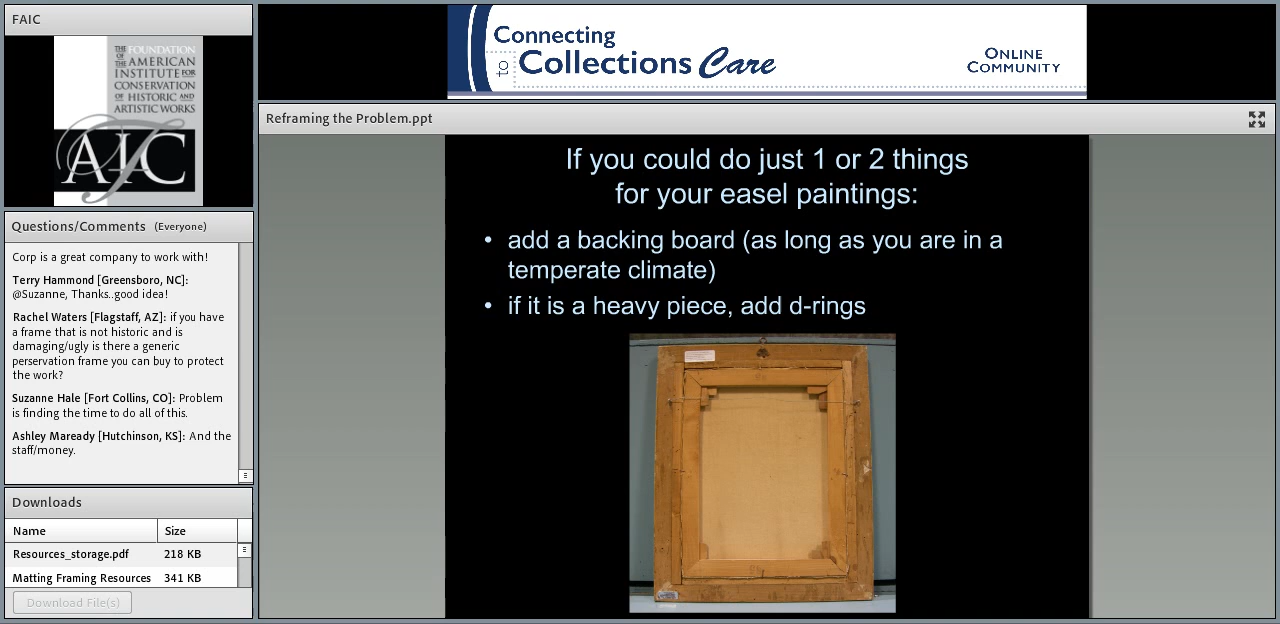 FAIC
THE FOUNDATION
OF THE AMERICAN
INSTITUTE FOR
CONSERVATION
OF HISTORIC AND
ARTISTIC WORKS
FAIC
Questions/Comments (Everyone)
Corp is a great company to work with!
Terry Hammond [Greensboro, NC]:
@Suzanne, Thanks..good idea!
Rachel Waters [Flagstaff, AZ]: if you have
a frame that is not historic and is
damaging/ugly is there a generic
perservation frame you can buy to protect
the work?
Suzanne Hale [Fort Collins, CO]: Problem
is finding the time to do all of this.
Ashley Maready [Hutchinson, KS]: And the
staff/money.
Downloads
Name Size
Resources_storage.pdf 218 KB
Matting Framing Resources 341 KB
Download File(s)
Connecting
to Collections Care
ONLINE
COMMUNITY
Reframing the Problem.ppt
If you could do just 1 or 2 things
for your easel paintings:
• add a backing board (as long as you are in a
temperate climate)
• if it is a heavy piece, add d-rings